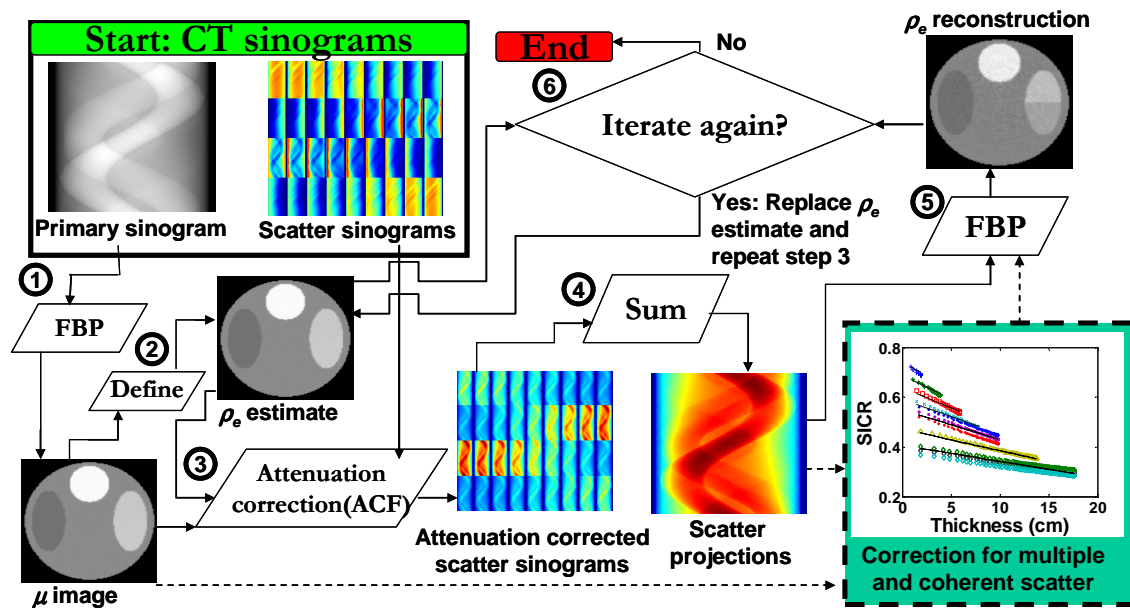 Start: CT sinograms
Primary sinogram
Scatter sinograms
End
No
6
Iterate again?
Yes: Replace ρe
estimate and
repeat step 3
ρe reconstruction
5
FBP
1
FBP
2
Define
ρe estimate
μ image
3
Attenuation
correction(ACF)
Attenuation corrected
scatter sinograms
4
Sum
Scatter
projections
SICR
0.8
0.6
0.4
0.2
0 5 10 15 20
Thickness (cm)
Correction for multiple
and coherent scatter